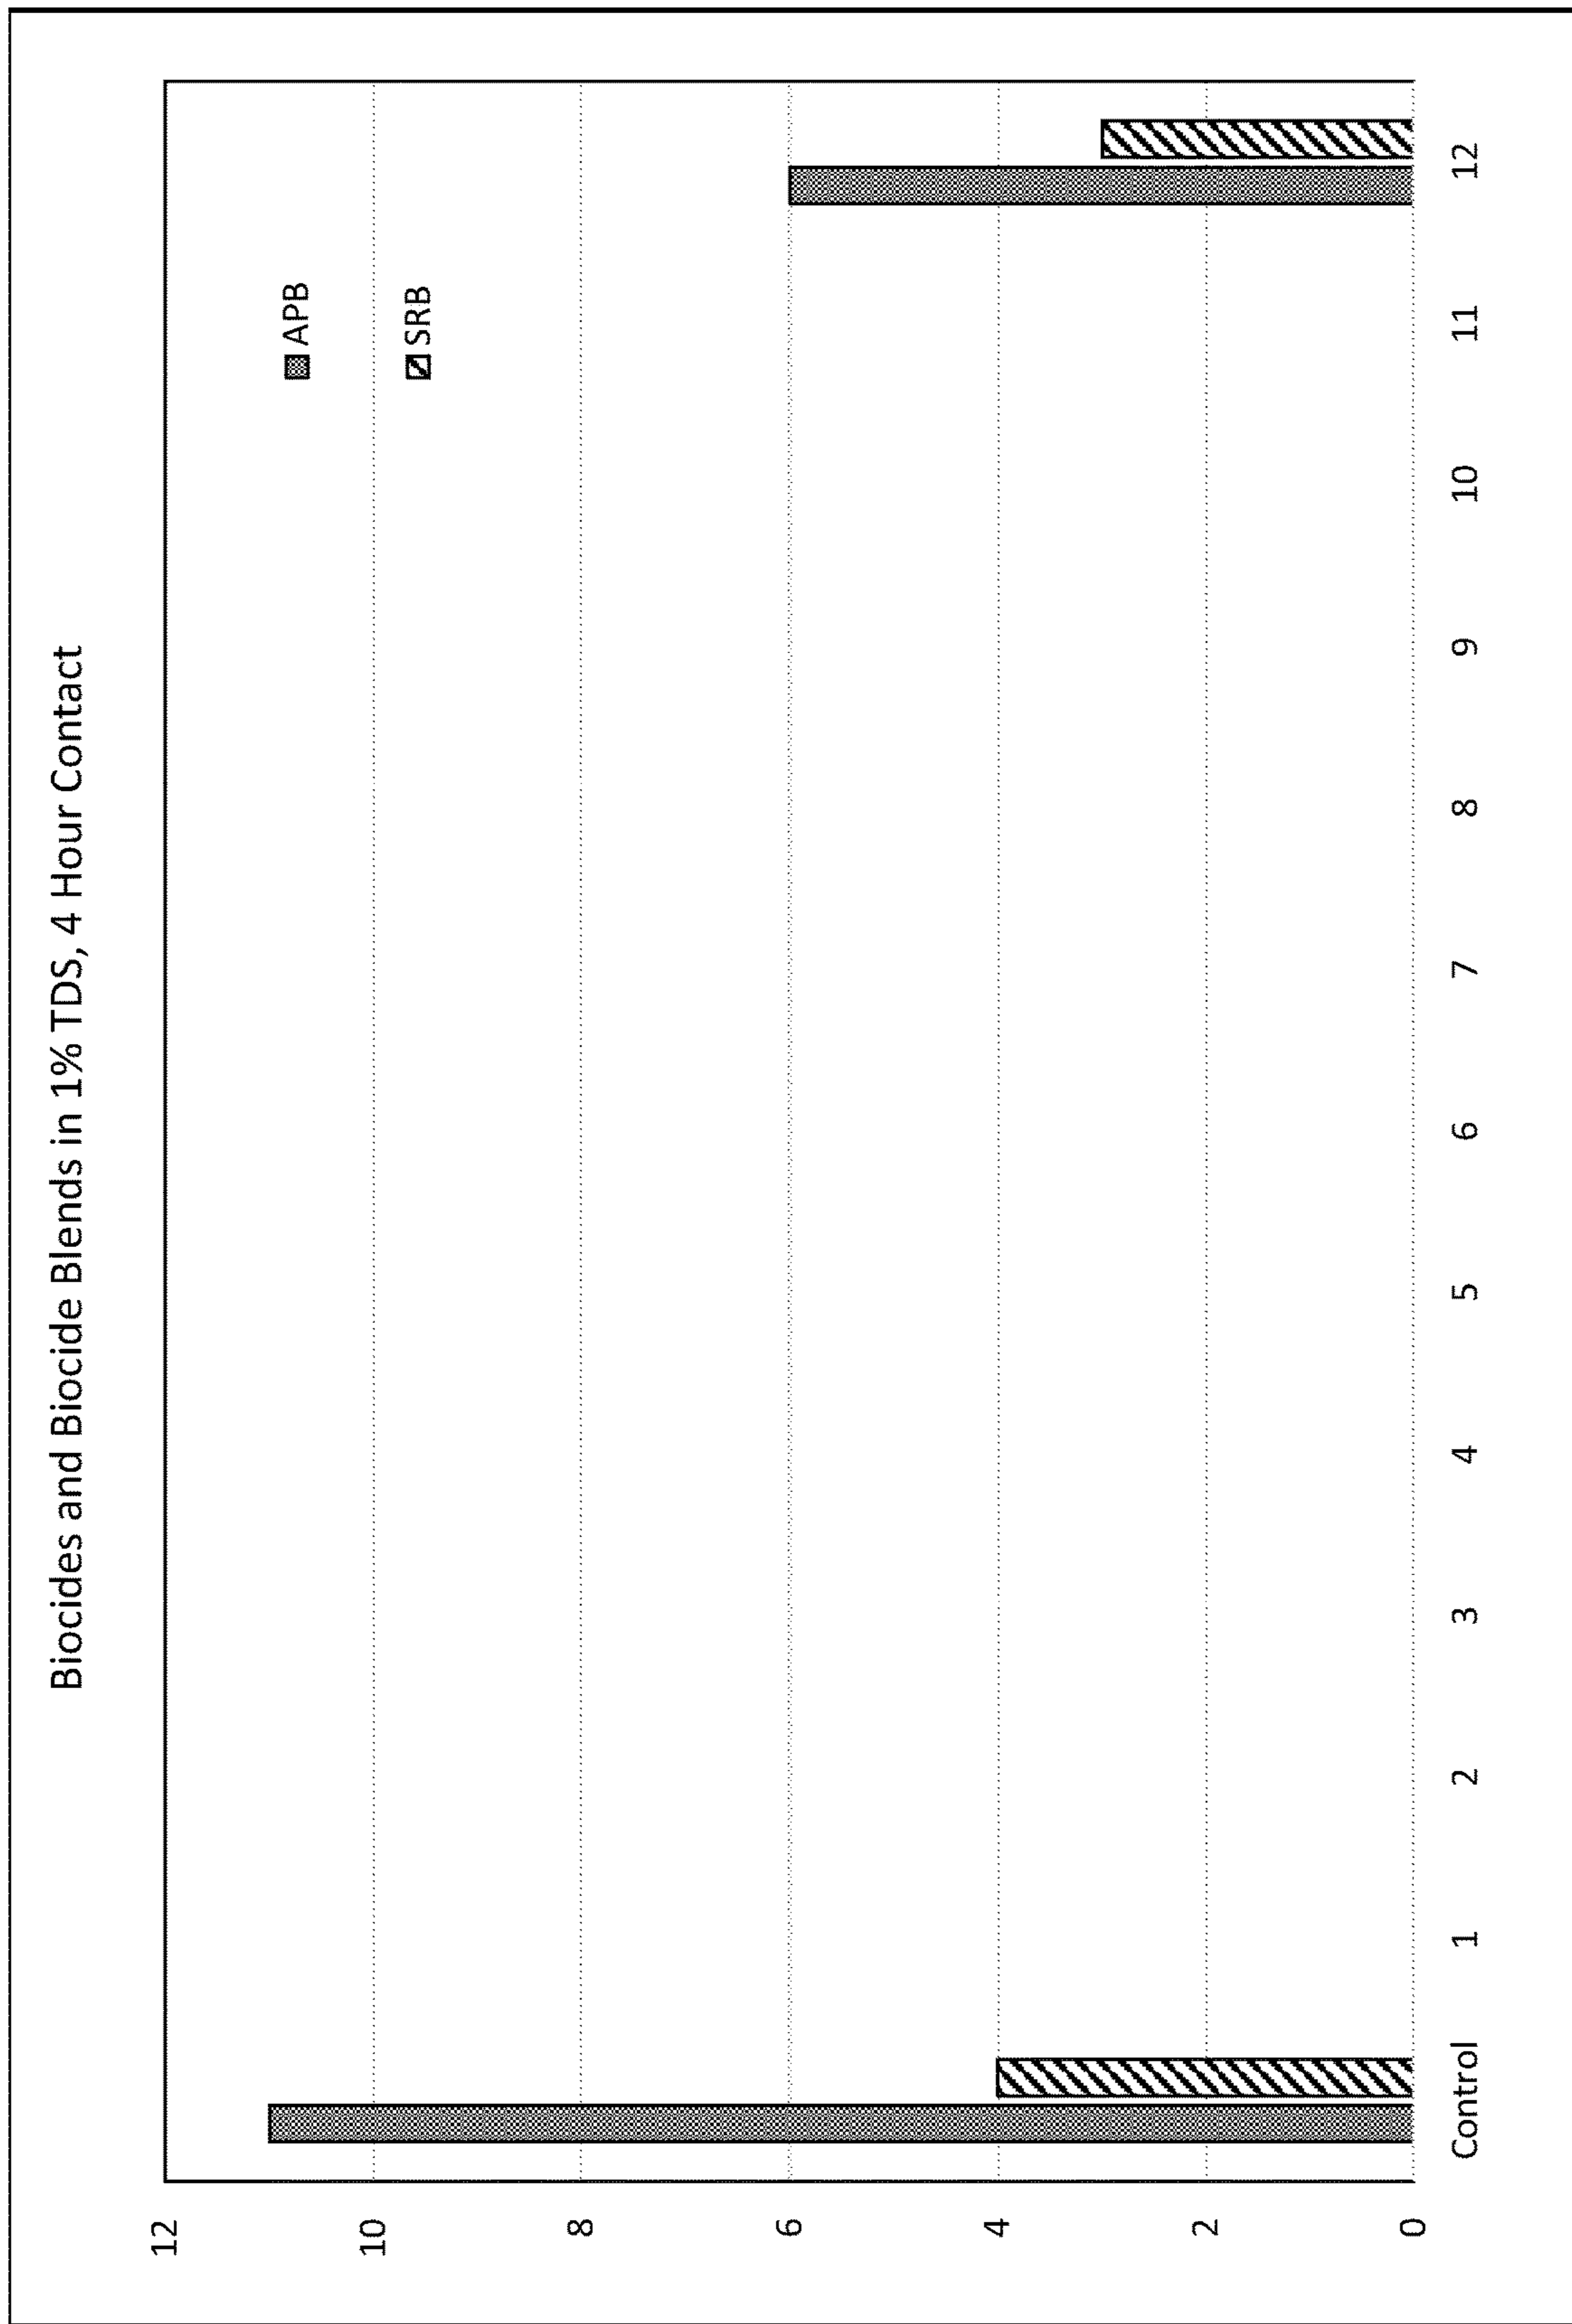 Biocides and Biocide Blends in 1% TDS, 4 Hour Contact
12
10
8
6
4
2
0
APB
SRB
Control 1 2 3 4 5 6 7 8 9 10 11 12